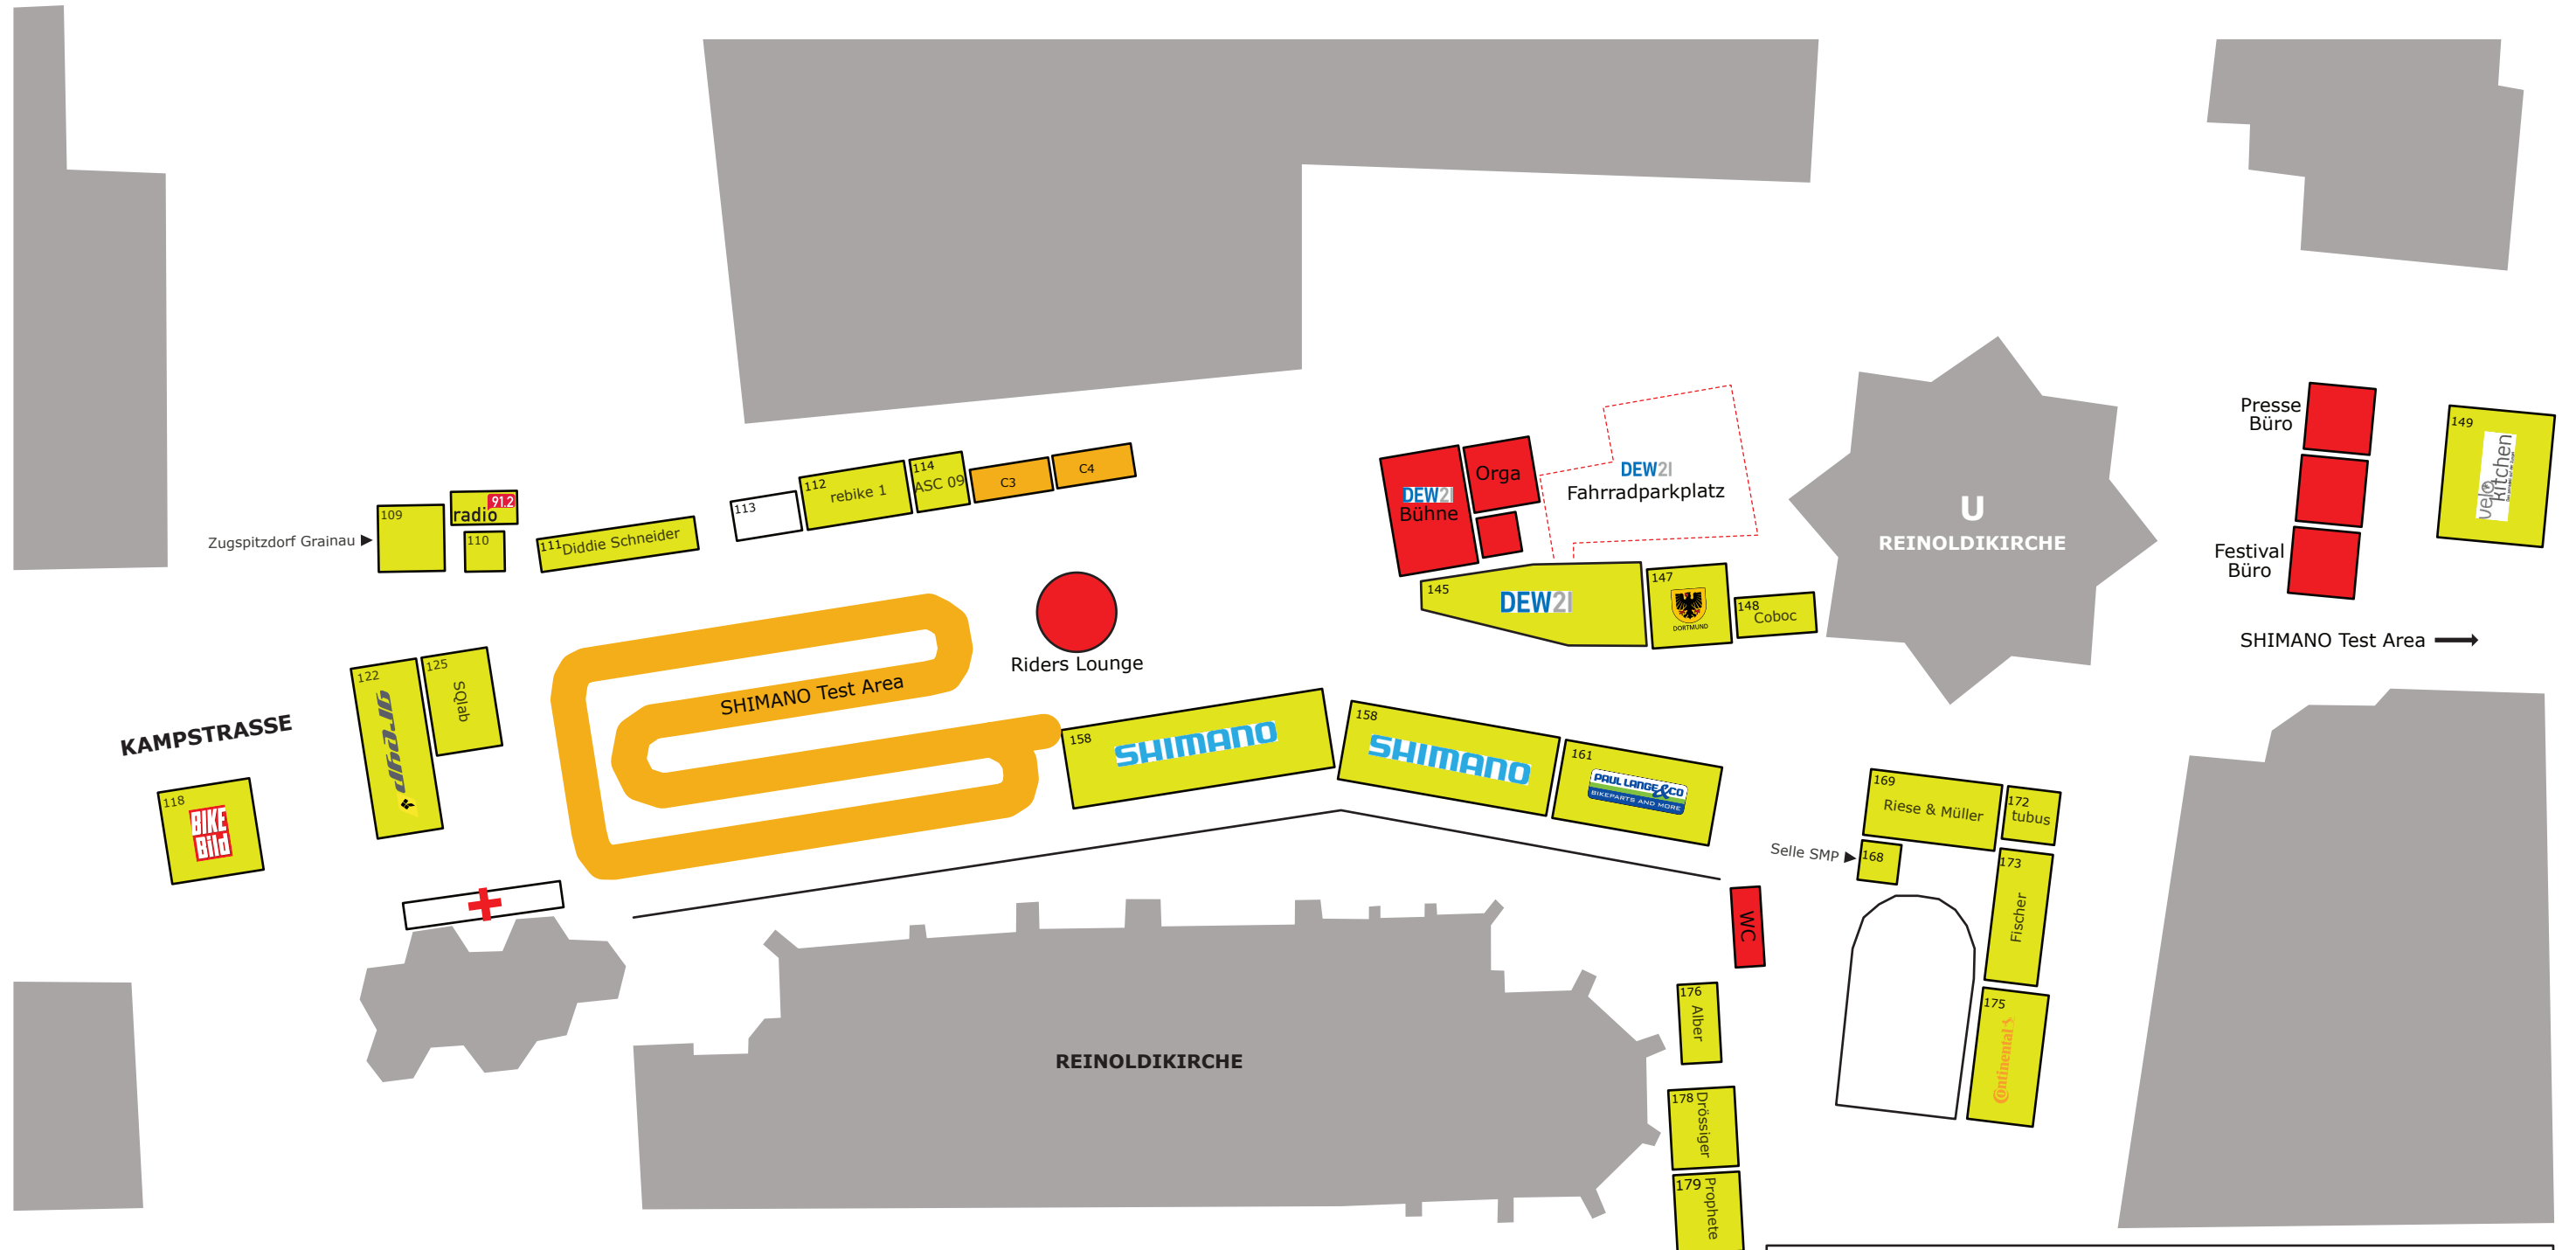 109
Zugspitzdorf Grainau
radio 91.2
110
111 Diddie Schneider
113
112
rebike 1
114
ASC 09
C3
C4
DEW21
Bühne
Orga
DEW21
Fahrradparkplatz
145
DEW21
147
DORTMUND
148
Coboc
U
REINOLDIKIRCHE
Presse
Büro
Festival
Büro
149
velo
kitchen
SHIMANO Test Area
Riders Lounge
SHIMANO Test Area
KAMPSTRASSE
118
BIKE
Bild
122
125
SQlab
158
SHIMANO
158
SHIMANO
161
PAUL LANGE & CO
BIKEPARTS AND MORE
169
Riese & Müller
172
tubus
Selle SMP
168
173
Fischer
175
Continental
WC
176
Alber
178
Drössiger
179
Prophete
REINOLDIKIRCHE